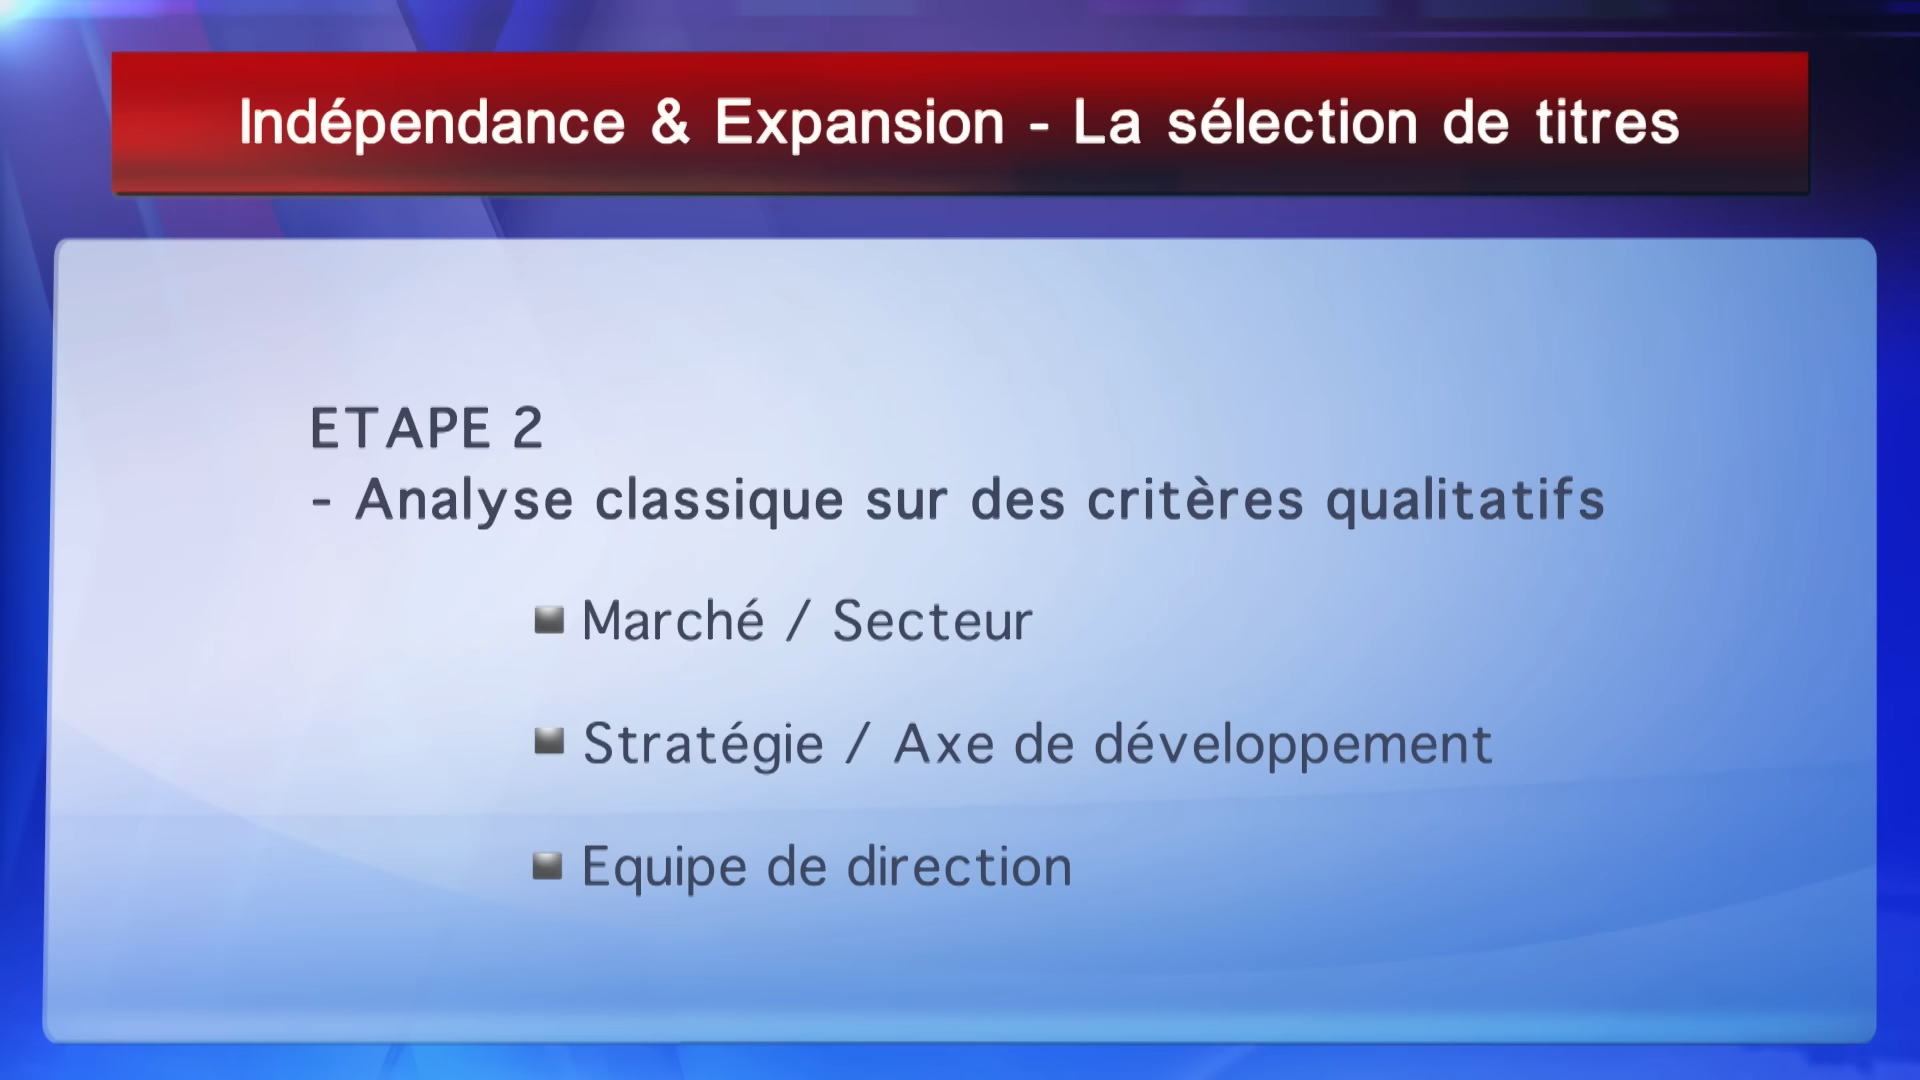 Indépendance & Expansion - La sélection de titres
ETAPE 2
- Analyse classique sur des critères qualitatifs
Marché / Secteur
Stratégie / Axe de développement
Equipe de direction